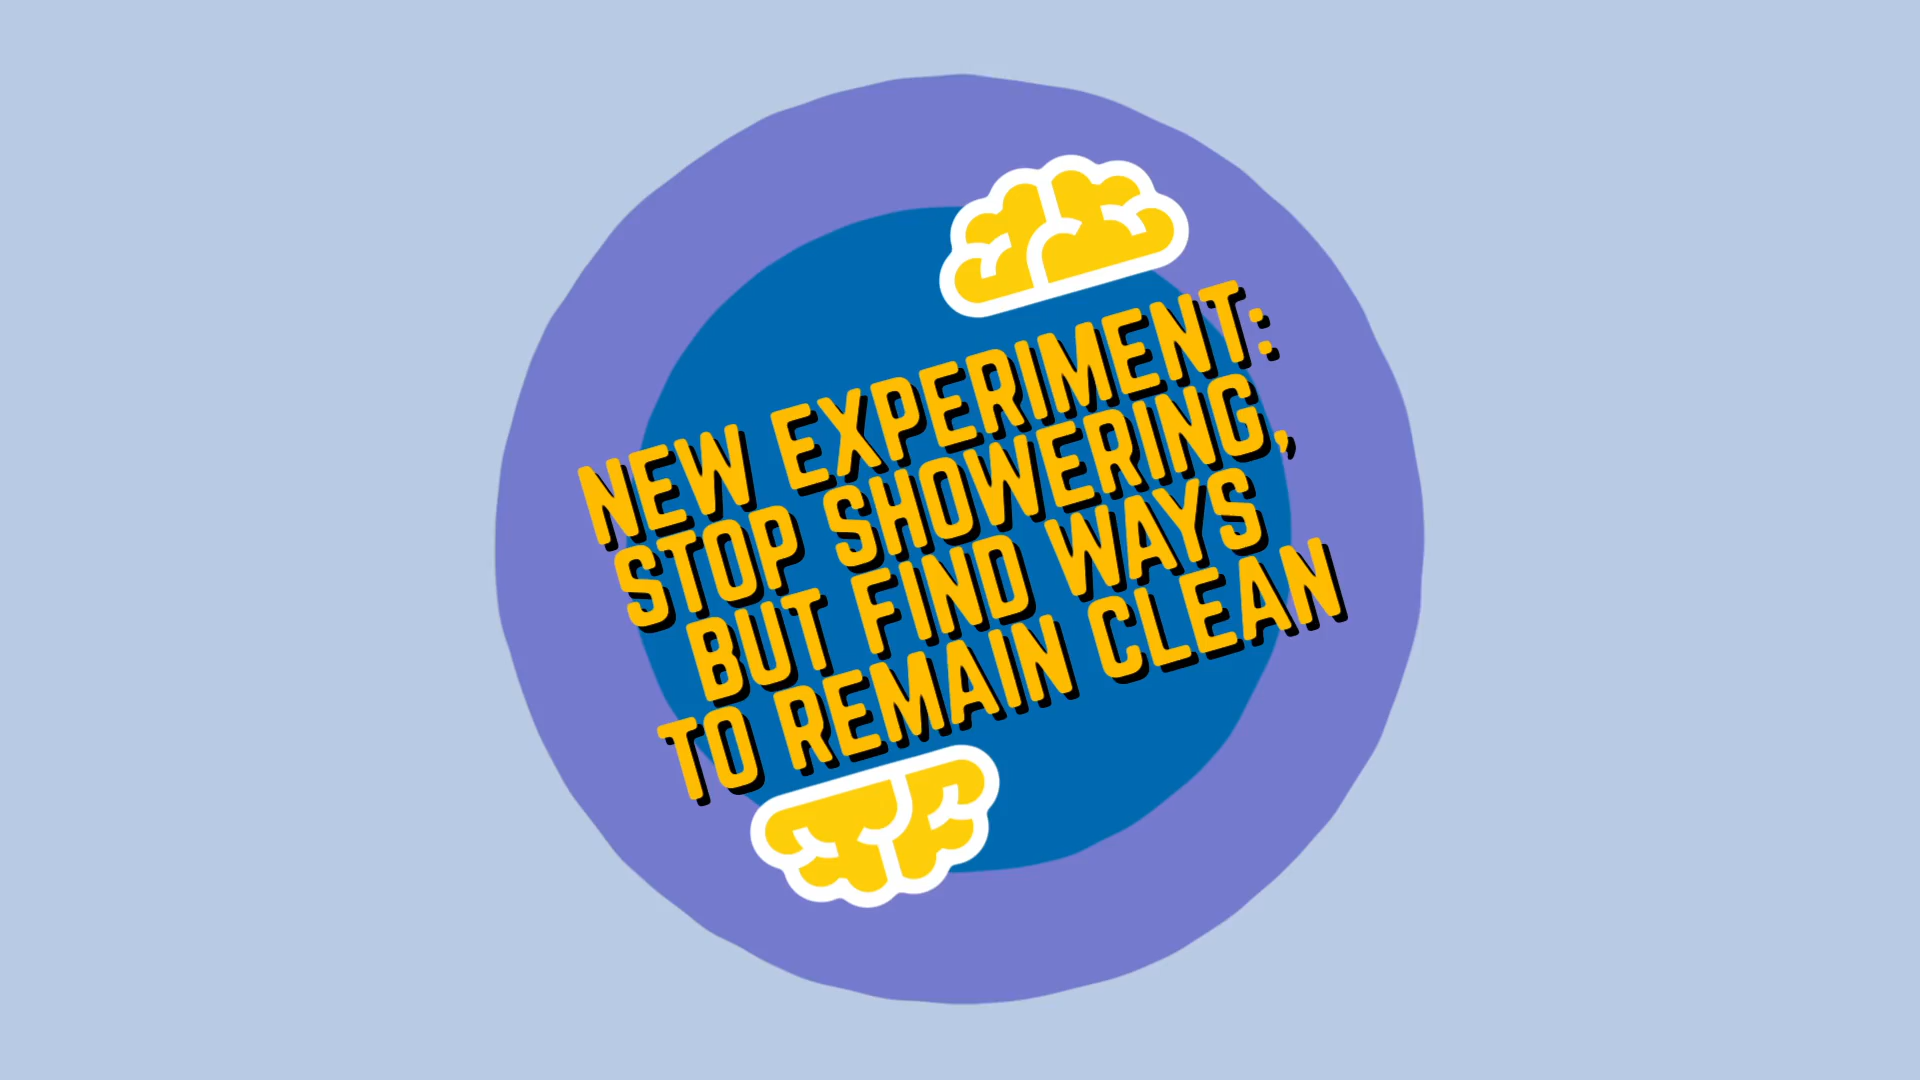 NEW EXPERIMENT:
STOP SHOWERING,
BUT FIND WAYS
TO REMAIN CLEAN